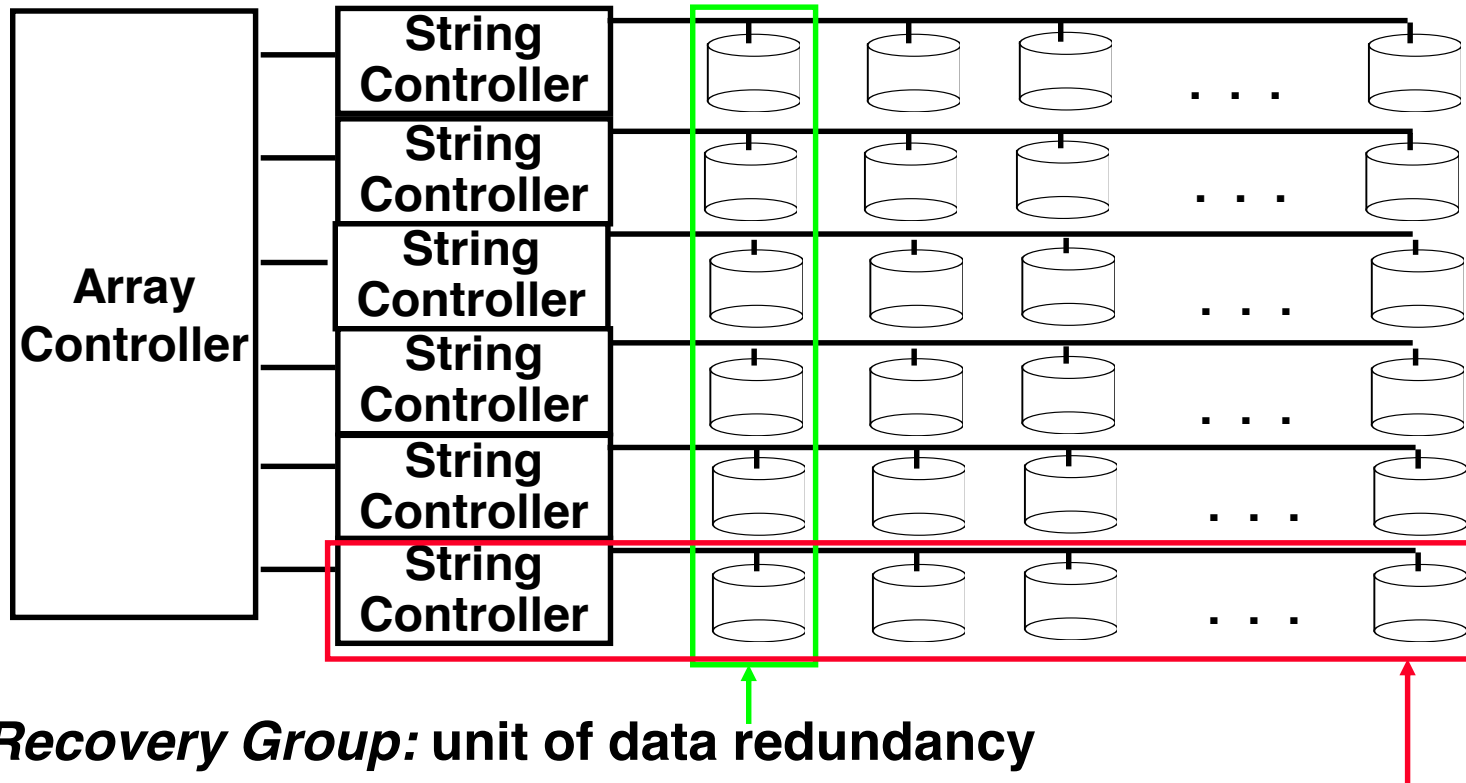 String
Controller
. . .
String
Controller
. . .
String
Controller
. . .
Array
Controller
String
Controller
. . .
String
Controller
. . .
String
Controller
. . .
Recovery Group: unit of data redundancy